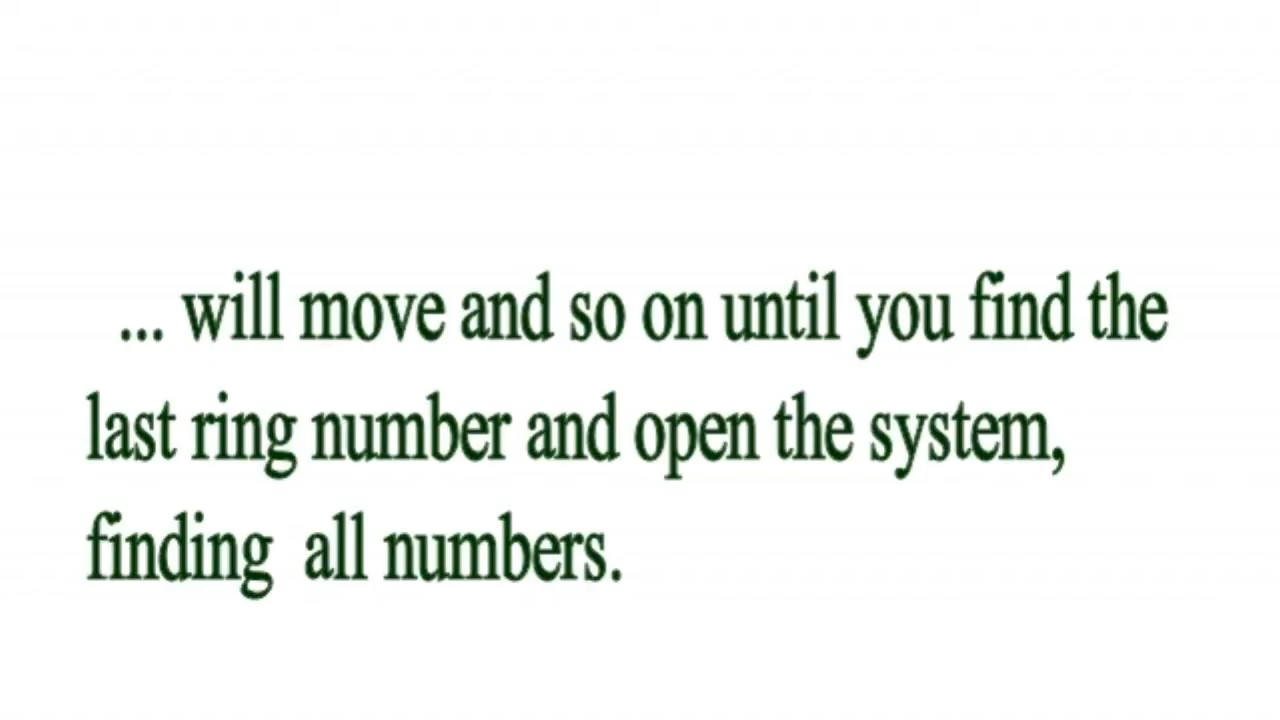 ... will move and so on until you find the
last ring number and open the system,
finding  all numbers.